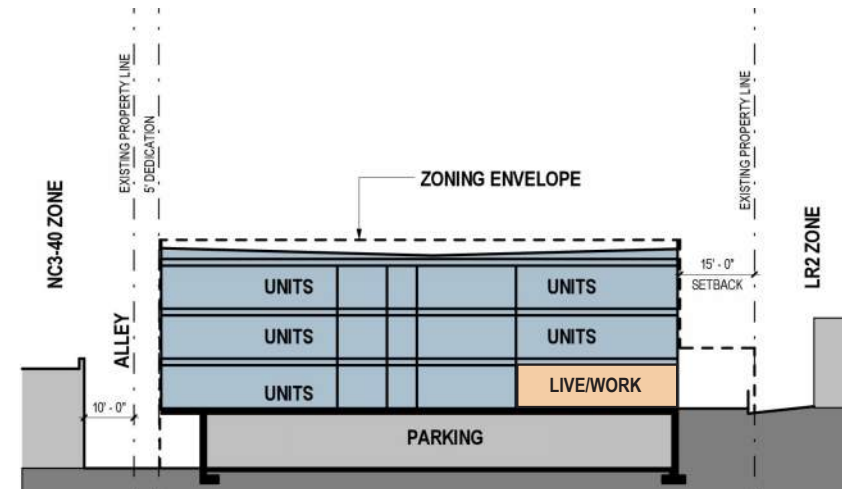 EXISTING PROPERTY LINE
5' DEDICATION
EXISTING PROPERTY LINE
ZONING ENVELOPE
NC3-40 ZONE
LR2 ZONE
15' - 0"
SETBACK
UNITS
UNITS
ALLEY
UNITS
UNITS
UNITS
LIVE/WORK
10' - 0"
PARKING